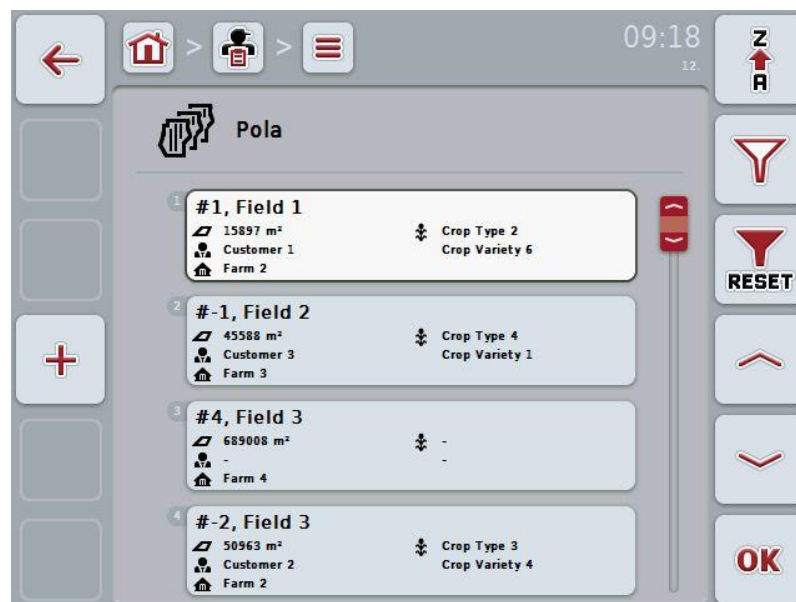 09:18
12.
Z
A
Pola
1
#1, Field 1
15897 m²
Crop Type 2
Customer 1
Crop Variety 6
Farm 2
RESET
2
#-1, Field 2
45588 m²
Crop Type 4
Customer 3
Crop Variety 1
Farm 3
3
#4, Field 3
689008 m²
-
-
-
Farm 4
4
#-2, Field 3
50963 m²
Crop Type 3
Customer 2
Crop Variety 4
Farm 2
OK